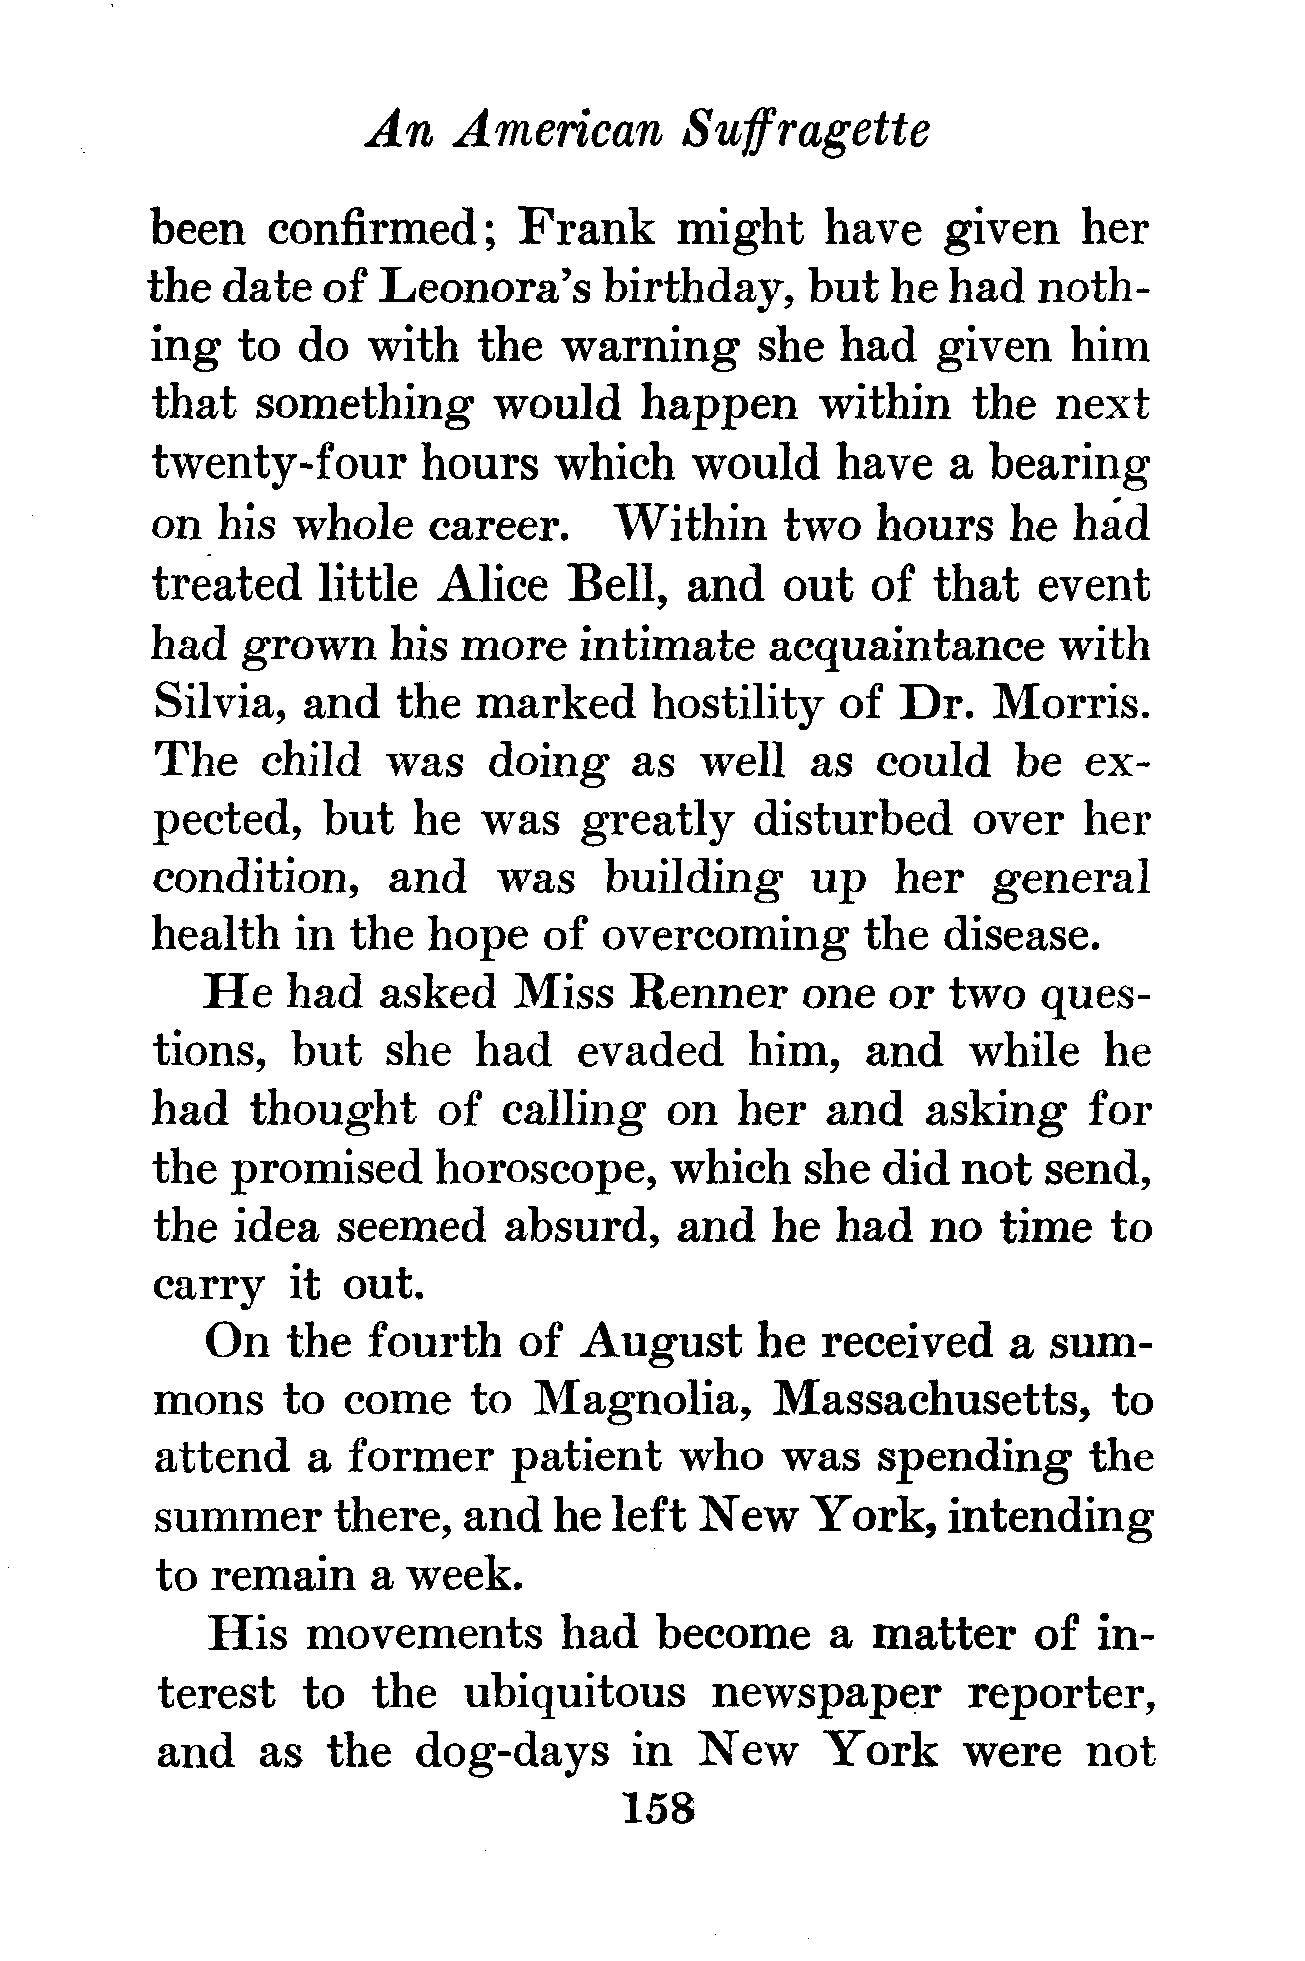 An American Suffragette
been confirmed; Frank might have given her
the date of Leonora's birthday, but he had noth-
ing to do with the warning she had given him
that something would happen within the next
twenty-four hours which would have a bearing
on his whole career. Within two hours he had
treated little Alice Bell, and out of that event
had grown his more intimate acquaintance with
Silvia, and the marked hostility of Dr. Morris.
The child was doing as well as could be ex-
pected, but he was greatly disturbed over her
condition, and was building up her general
health in the hope of overcoming the disease.
He had asked Miss Renner one or two ques-
tions, but she had evaded him, and while he
had thought of calling on her and asking for
the promised horoscope, which she did not send,
the idea seemed absurd, and he had no time to
carry it out.
On the fourth of August he received a sum-
mons to come to Magnolia, Massachusetts, to
attend a former patient who was spending the
summer there, and he left New York, intending
to remain a week.
His movements had become a matter of in-
terest to the ubiquitous newspaper reporter,
and as the dog-days in New York were not
158